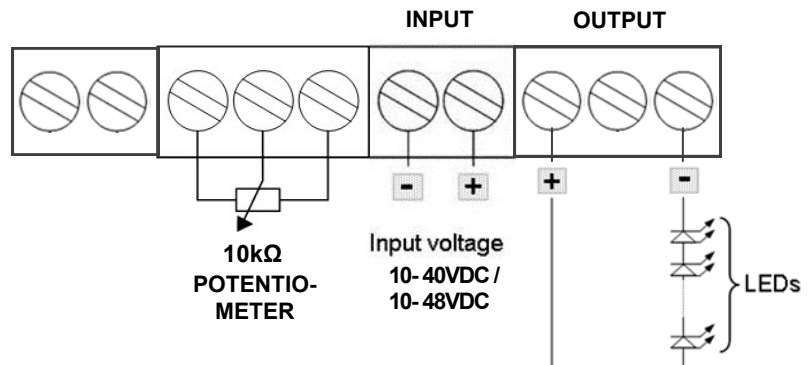 INPUT OUTPUT
- + + -
10kΩ
POTENTIO-
METER
Input voltage
10- 40VDC /
10- 48VDC
LEDs